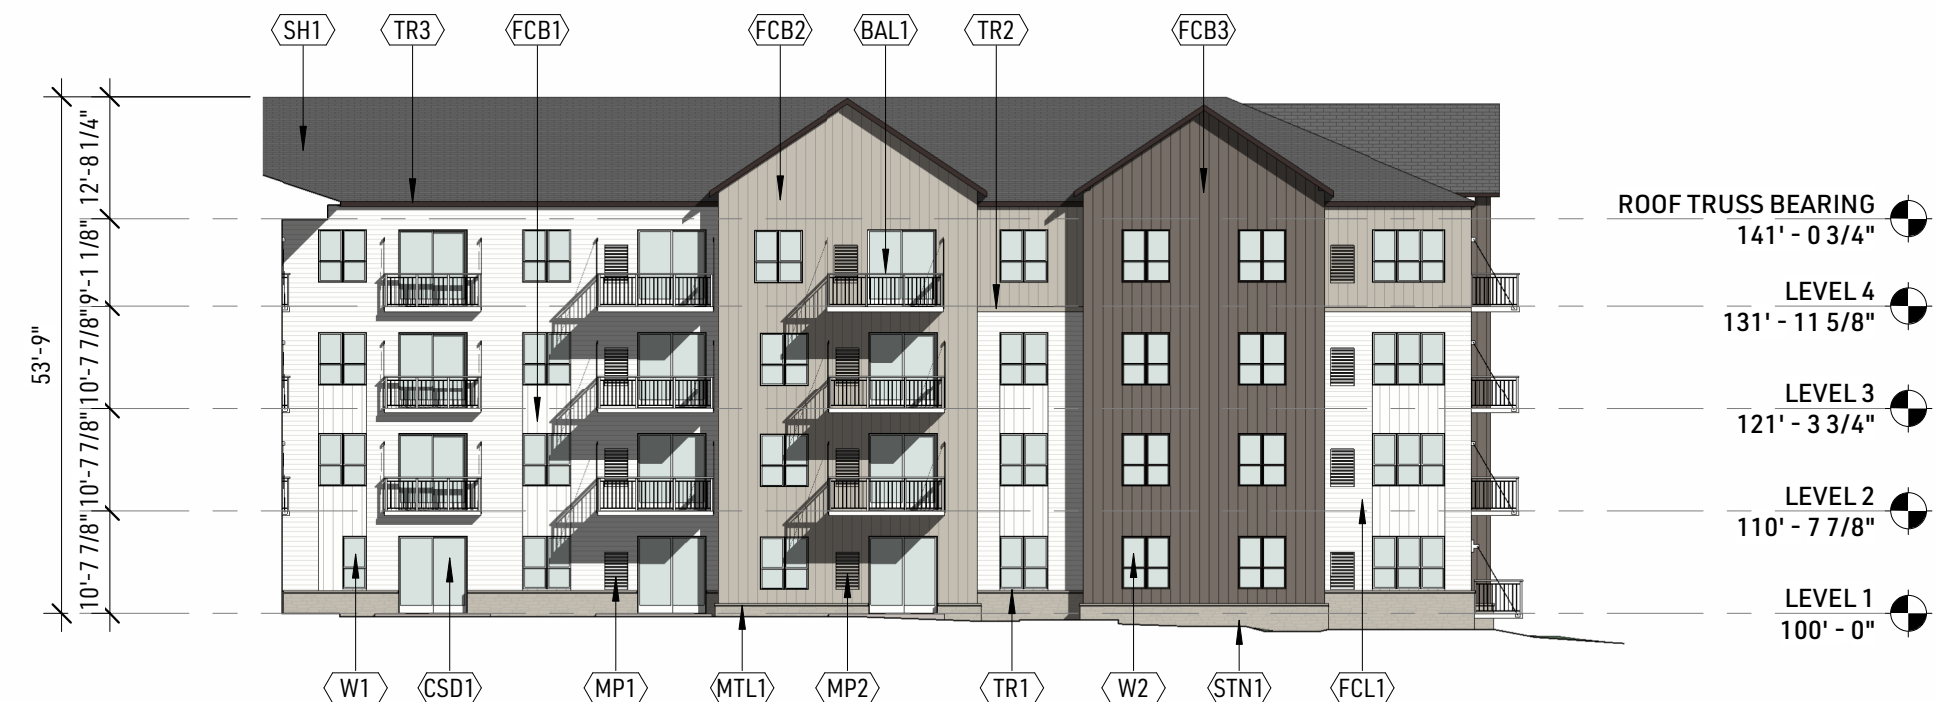 SH1 TR3 FCB1 FCB2 BAL1 TR2 FCB3
53'-9"
12'-8 1/4"
9'-1 1/8"
10'-7 7/8"
10'-7 7/8"
10'-7 7/8"
ROOF TRUSS BEARING
141' - 0 3/4"
LEVEL 4
131' - 11 5/8"
LEVEL 3
121' - 3 3/4"
LEVEL 2
110' - 7 7/8"
LEVEL 1
100' - 0"
W1 CSD1 MP1 MTL1 MP2 TR1 W2 STN1 FCL1